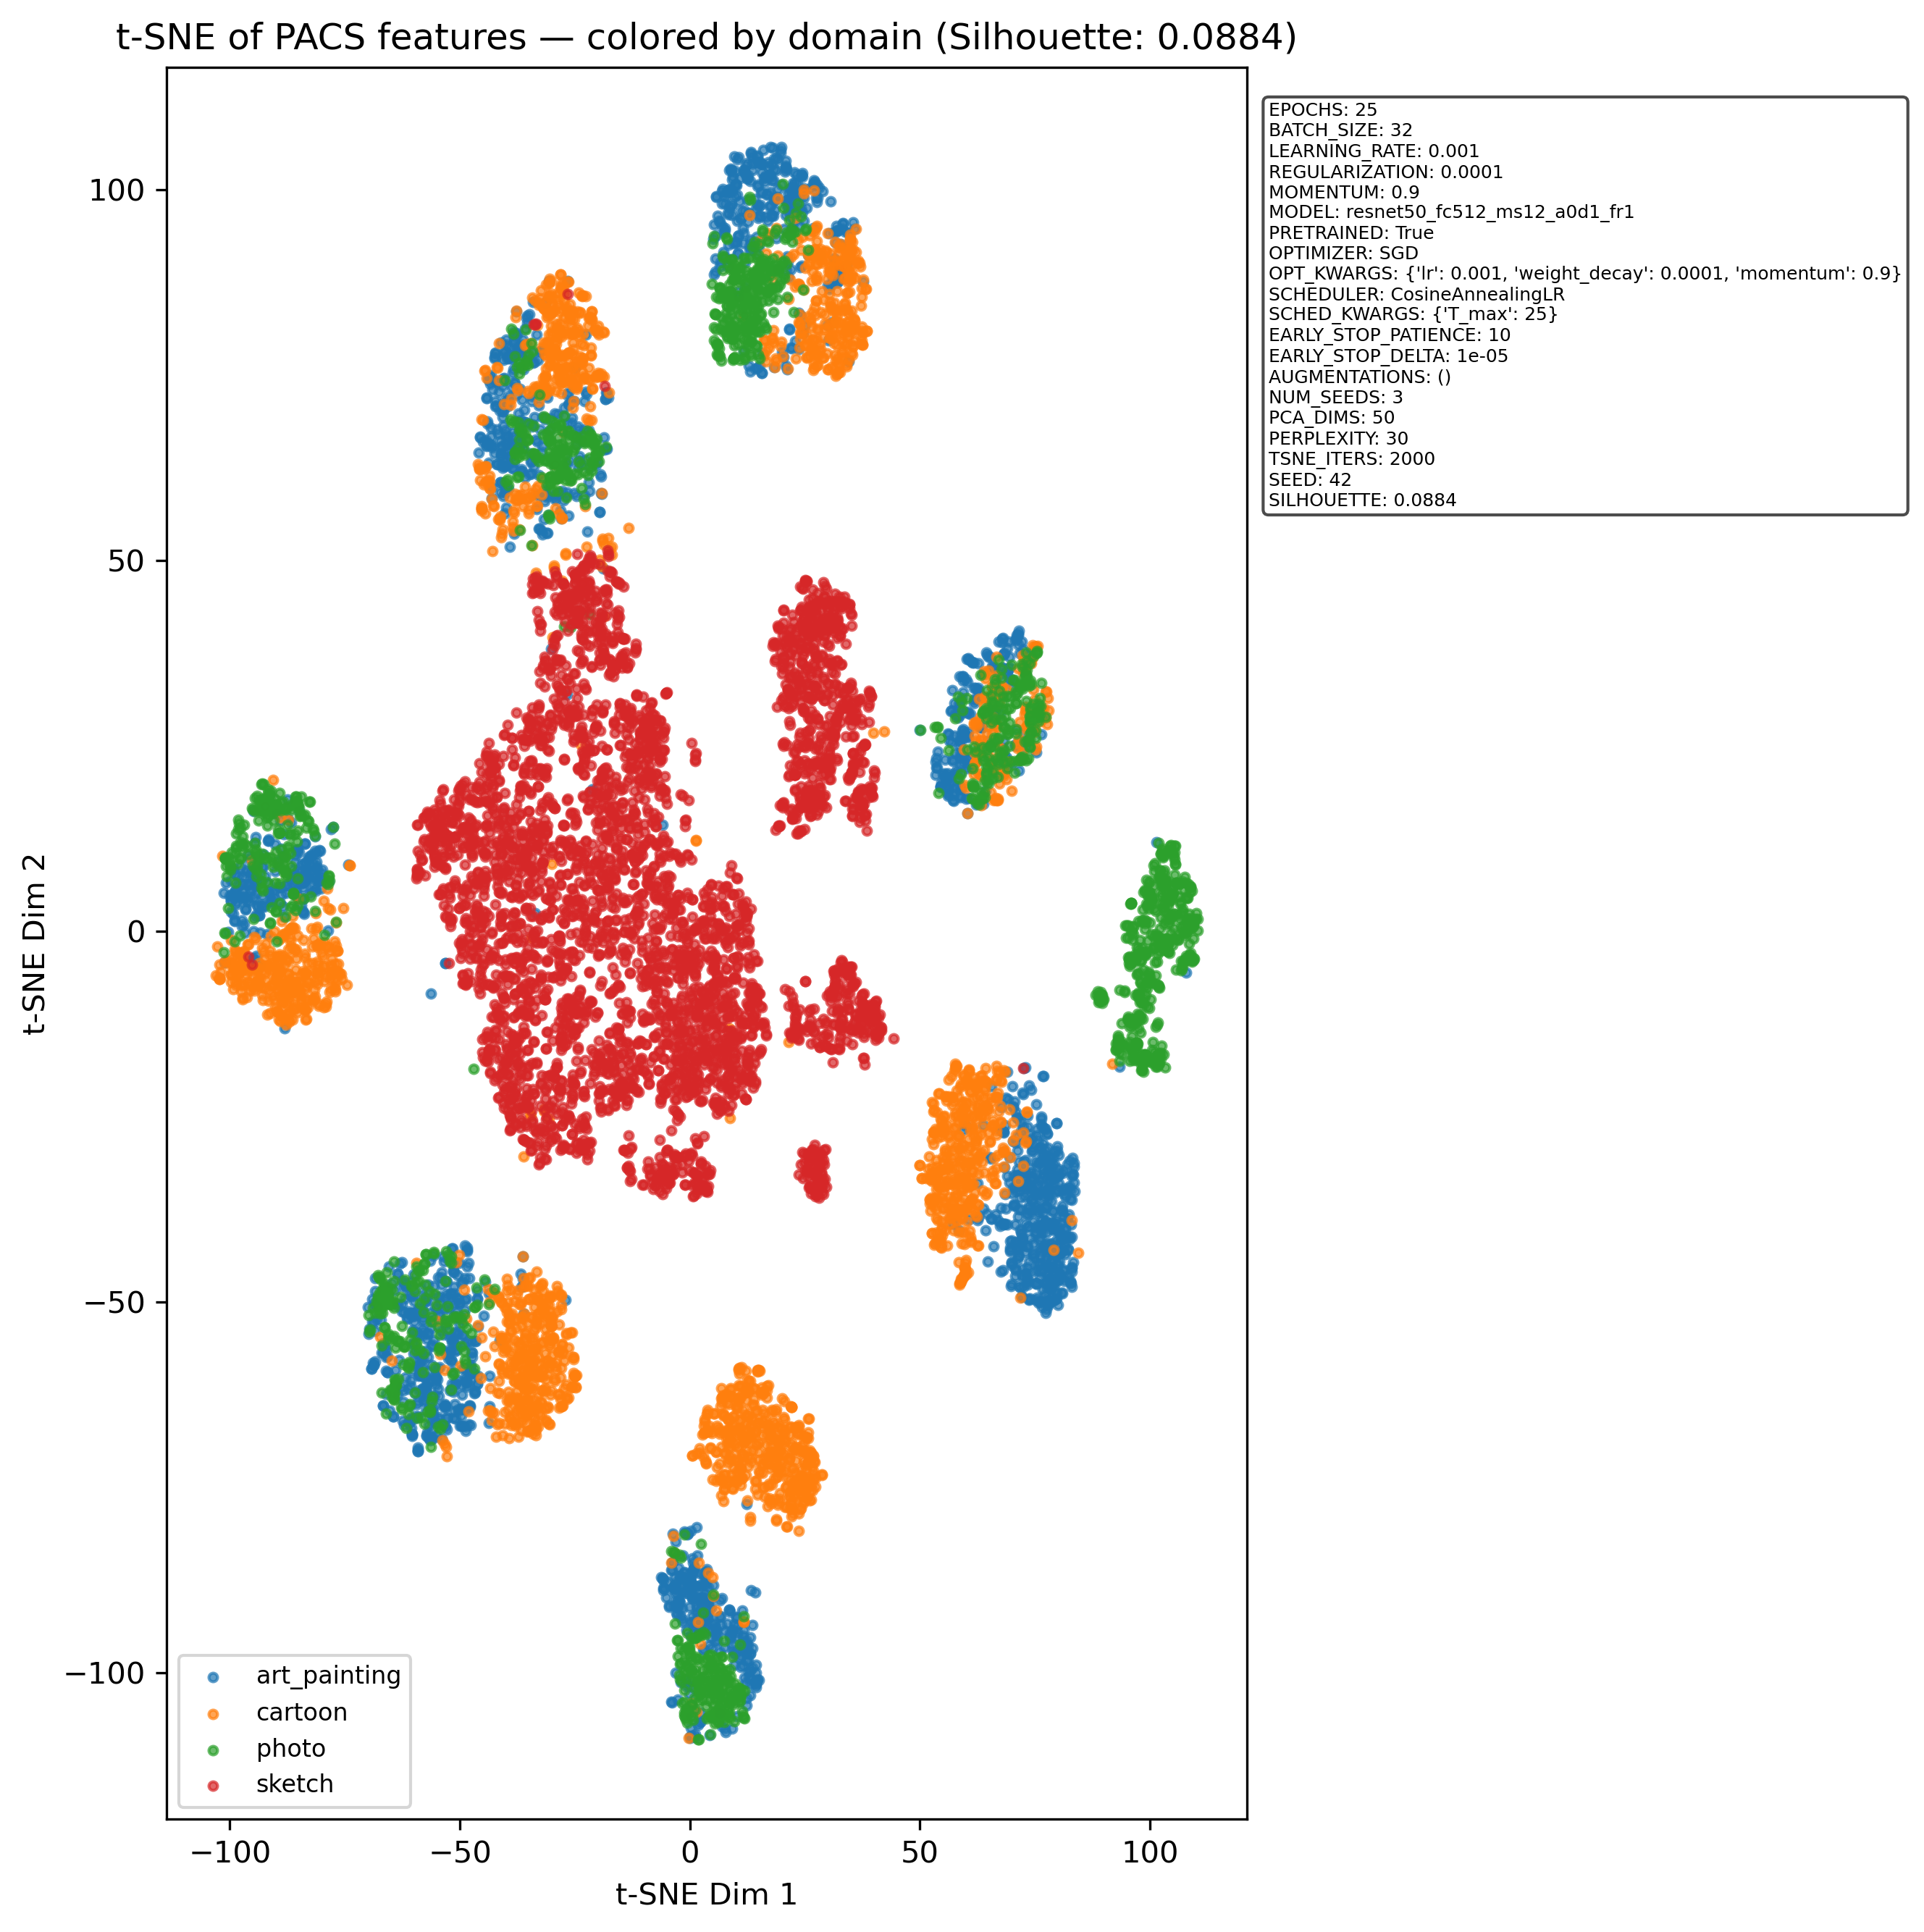 t-SNE of PACS features — colored by domain (Silhouette: 0.0884)
EPOCHS: 25
BATCH_SIZE: 32
LEARNING_RATE: 0.001
REGULARIZATION: 0.0001
MOMENTUM: 0.9
MODEL: resnet50_fc512_ms12_a0d1_fr1
PRETRAINED: True
OPTIMIZER: SGD
OPT_KWARGS: {'lr': 0.001, 'weight_decay': 0.0001, 'momentum': 0.9}
SCHEDULER: CosineAnnealingLR
SCHED_KWARGS: {'T_max': 25}
EARLY_STOP_PATIENCE: 10
EARLY_STOP_DELTA: 1e-05
AUGMENTATIONS: ()
NUM_SEEDS: 3
PCA_DIMS: 50
PERPLEXITY: 30
TSNE_ITERS: 2000
SEED: 42
SILHOUETTE: 0.0884
100
50
0
−50
−100
t-SNE Dim 2
art_painting
cartoon
photo
sketch
−100
−50
0
50
100
t-SNE Dim 1